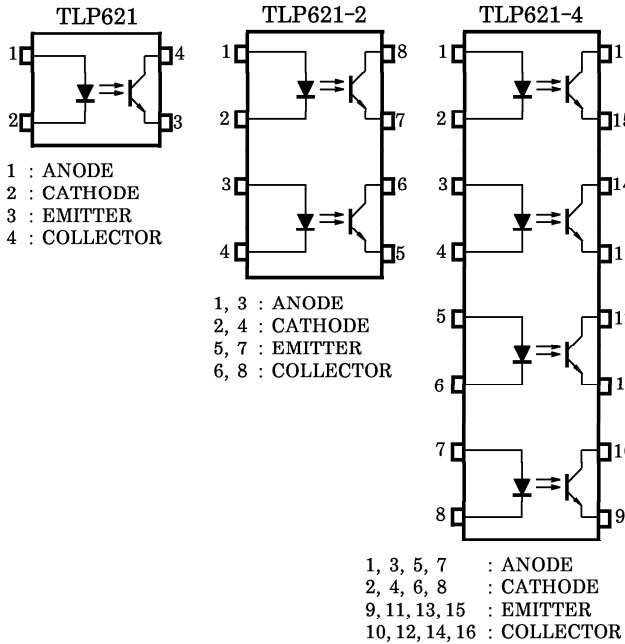 TLP621
1
4
2
3
1 : ANODE
2 : CATHODE
3 : EMITTER
4 : COLLECTOR
TLP621-2
1
8
2
7
3
6
4
5
1, 3 : ANODE
2, 4 : CATHODE
5, 7 : EMITTER
6, 8 : COLLECTOR
TLP621-4
1
2
15
3
14
4
5
6
7
10
8
9
1, 3, 5, 7 : ANODE
2, 4, 6, 8 : CATHODE
9, 11, 13, 15 : EMITTER
10, 12, 14, 16 : COLLECTOR